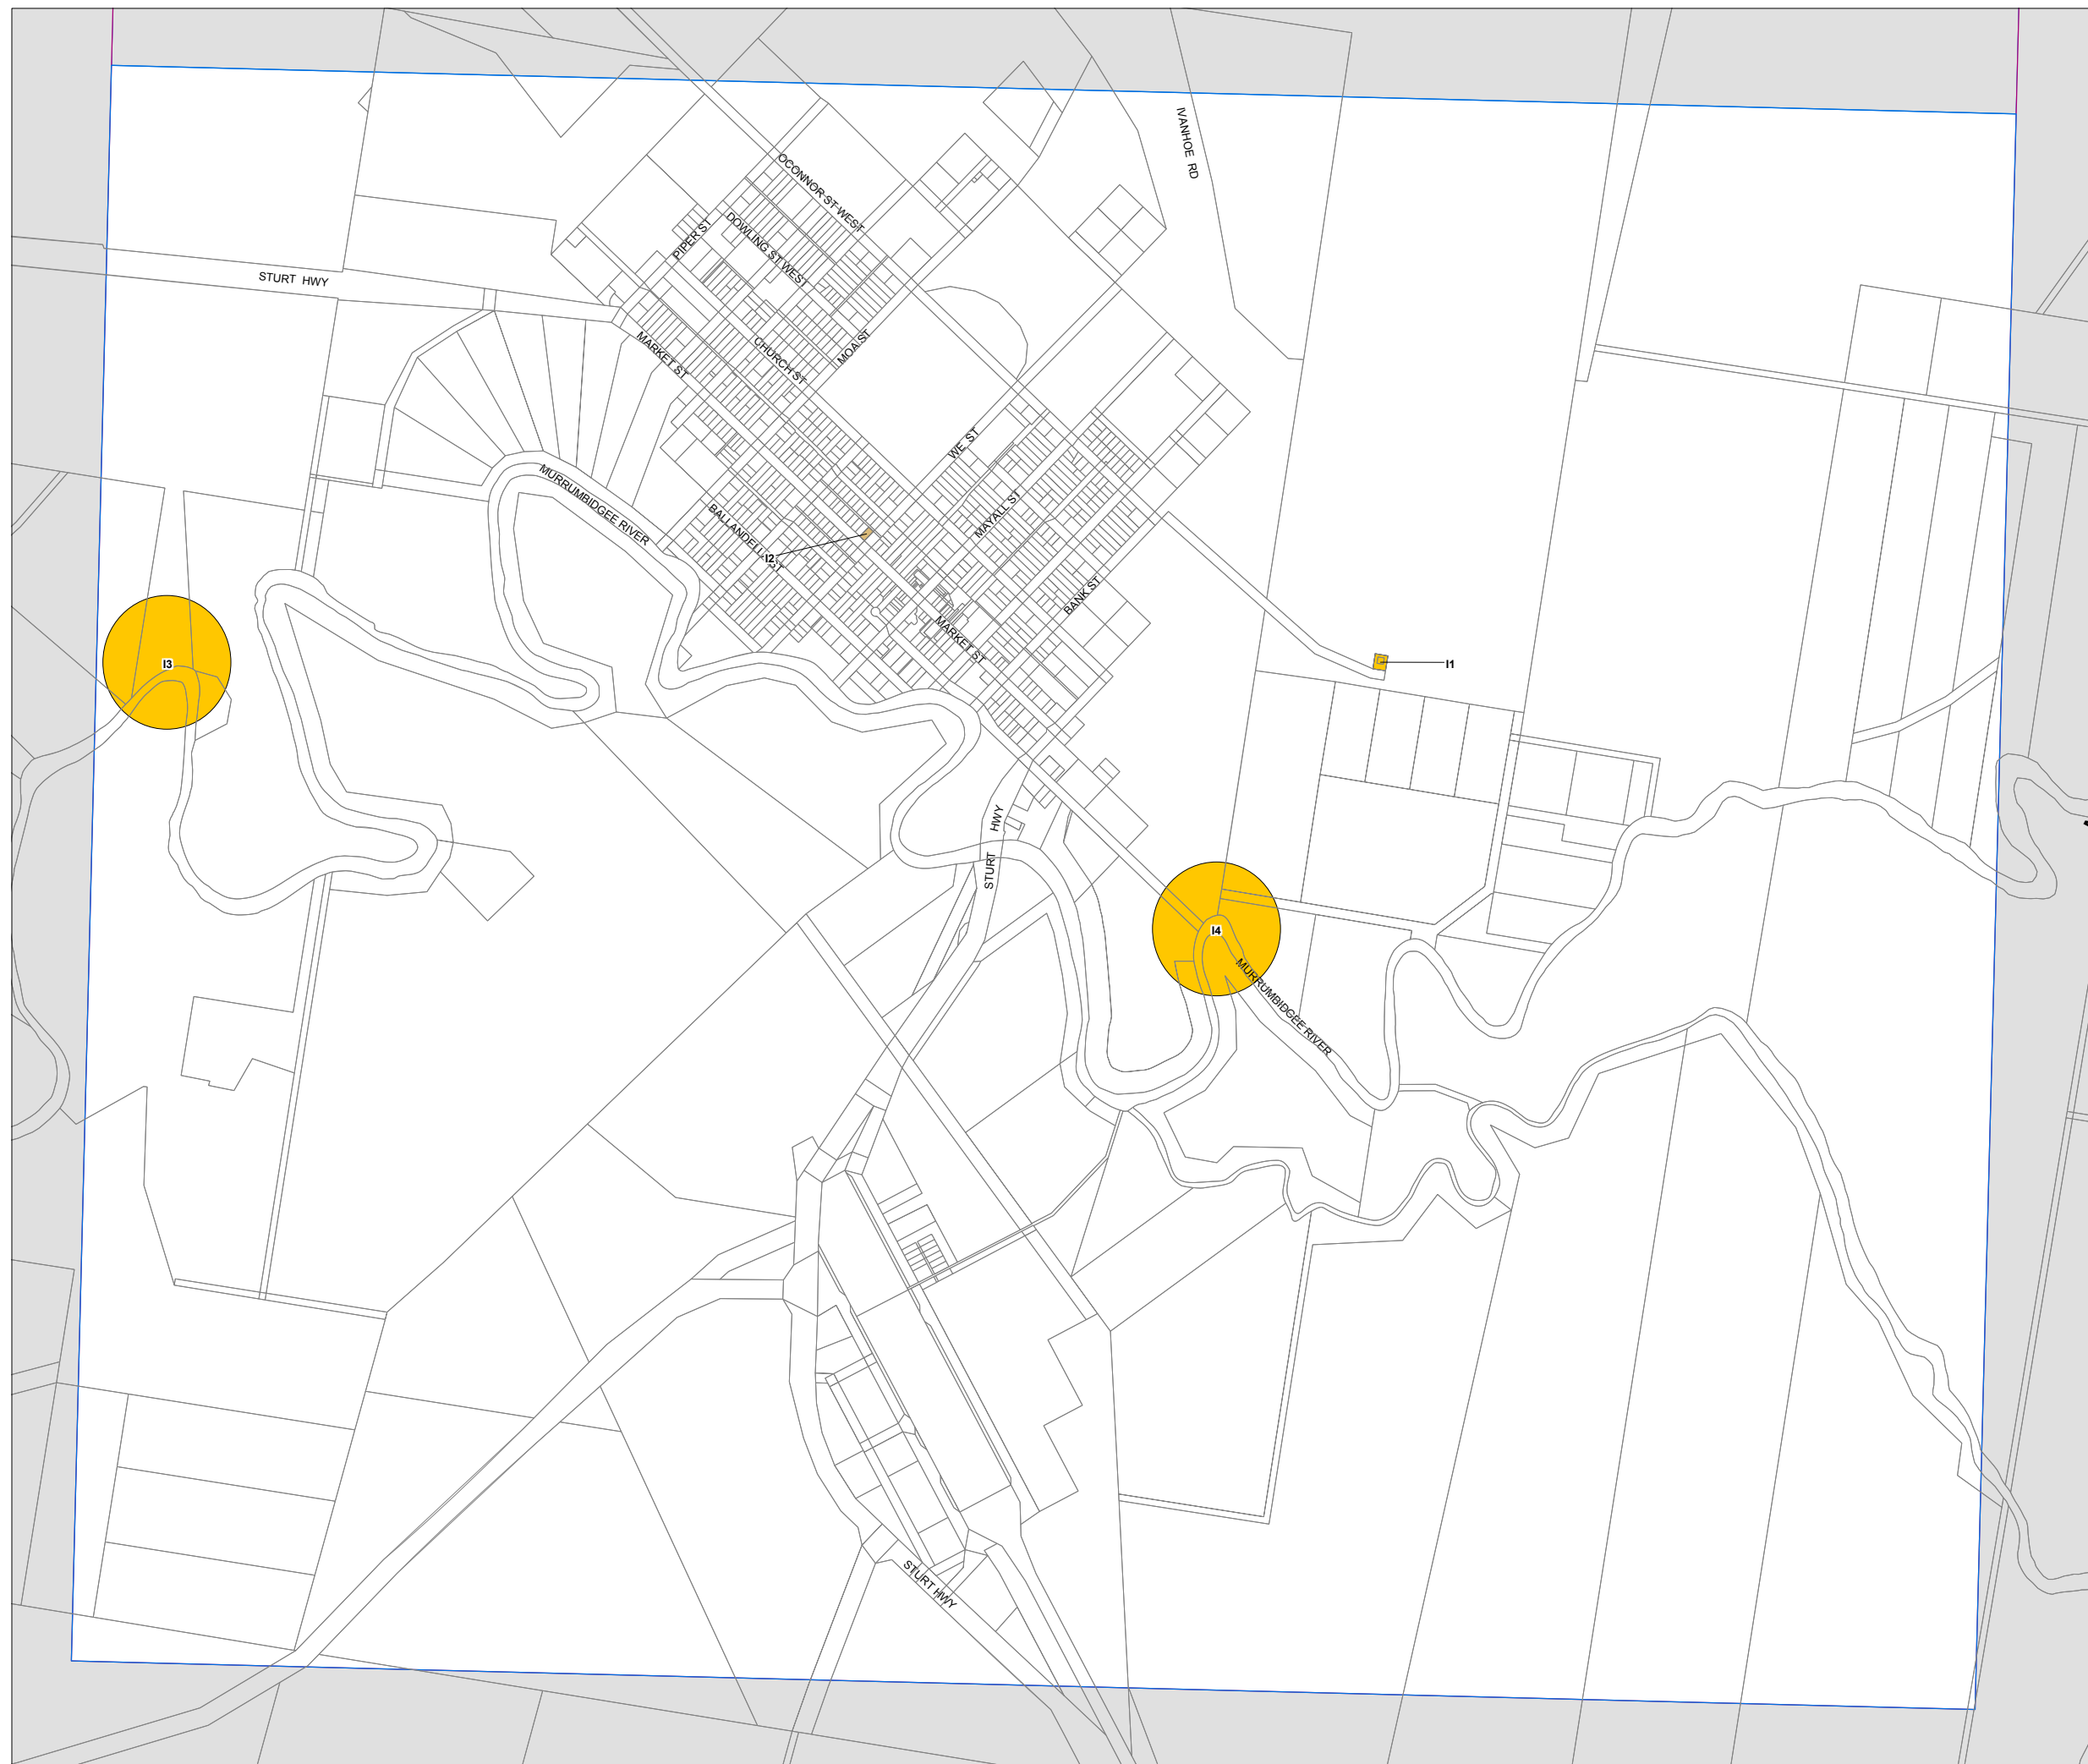 IVANHOE RD
OCONNOR ST WEST
PIPER ST
DOWLING ST WEST
STURT HWY
MARKET ST
CHURCH ST
MOA ST
WE ST
MURRUMBIDGEE RIVER
BALLANDELLA ST
I2
MAYALL ST
BANK ST
MARKET ST
I3
I1
STURT HWY
I4
MURRUMBIDGEE RIVER
STURT HWY